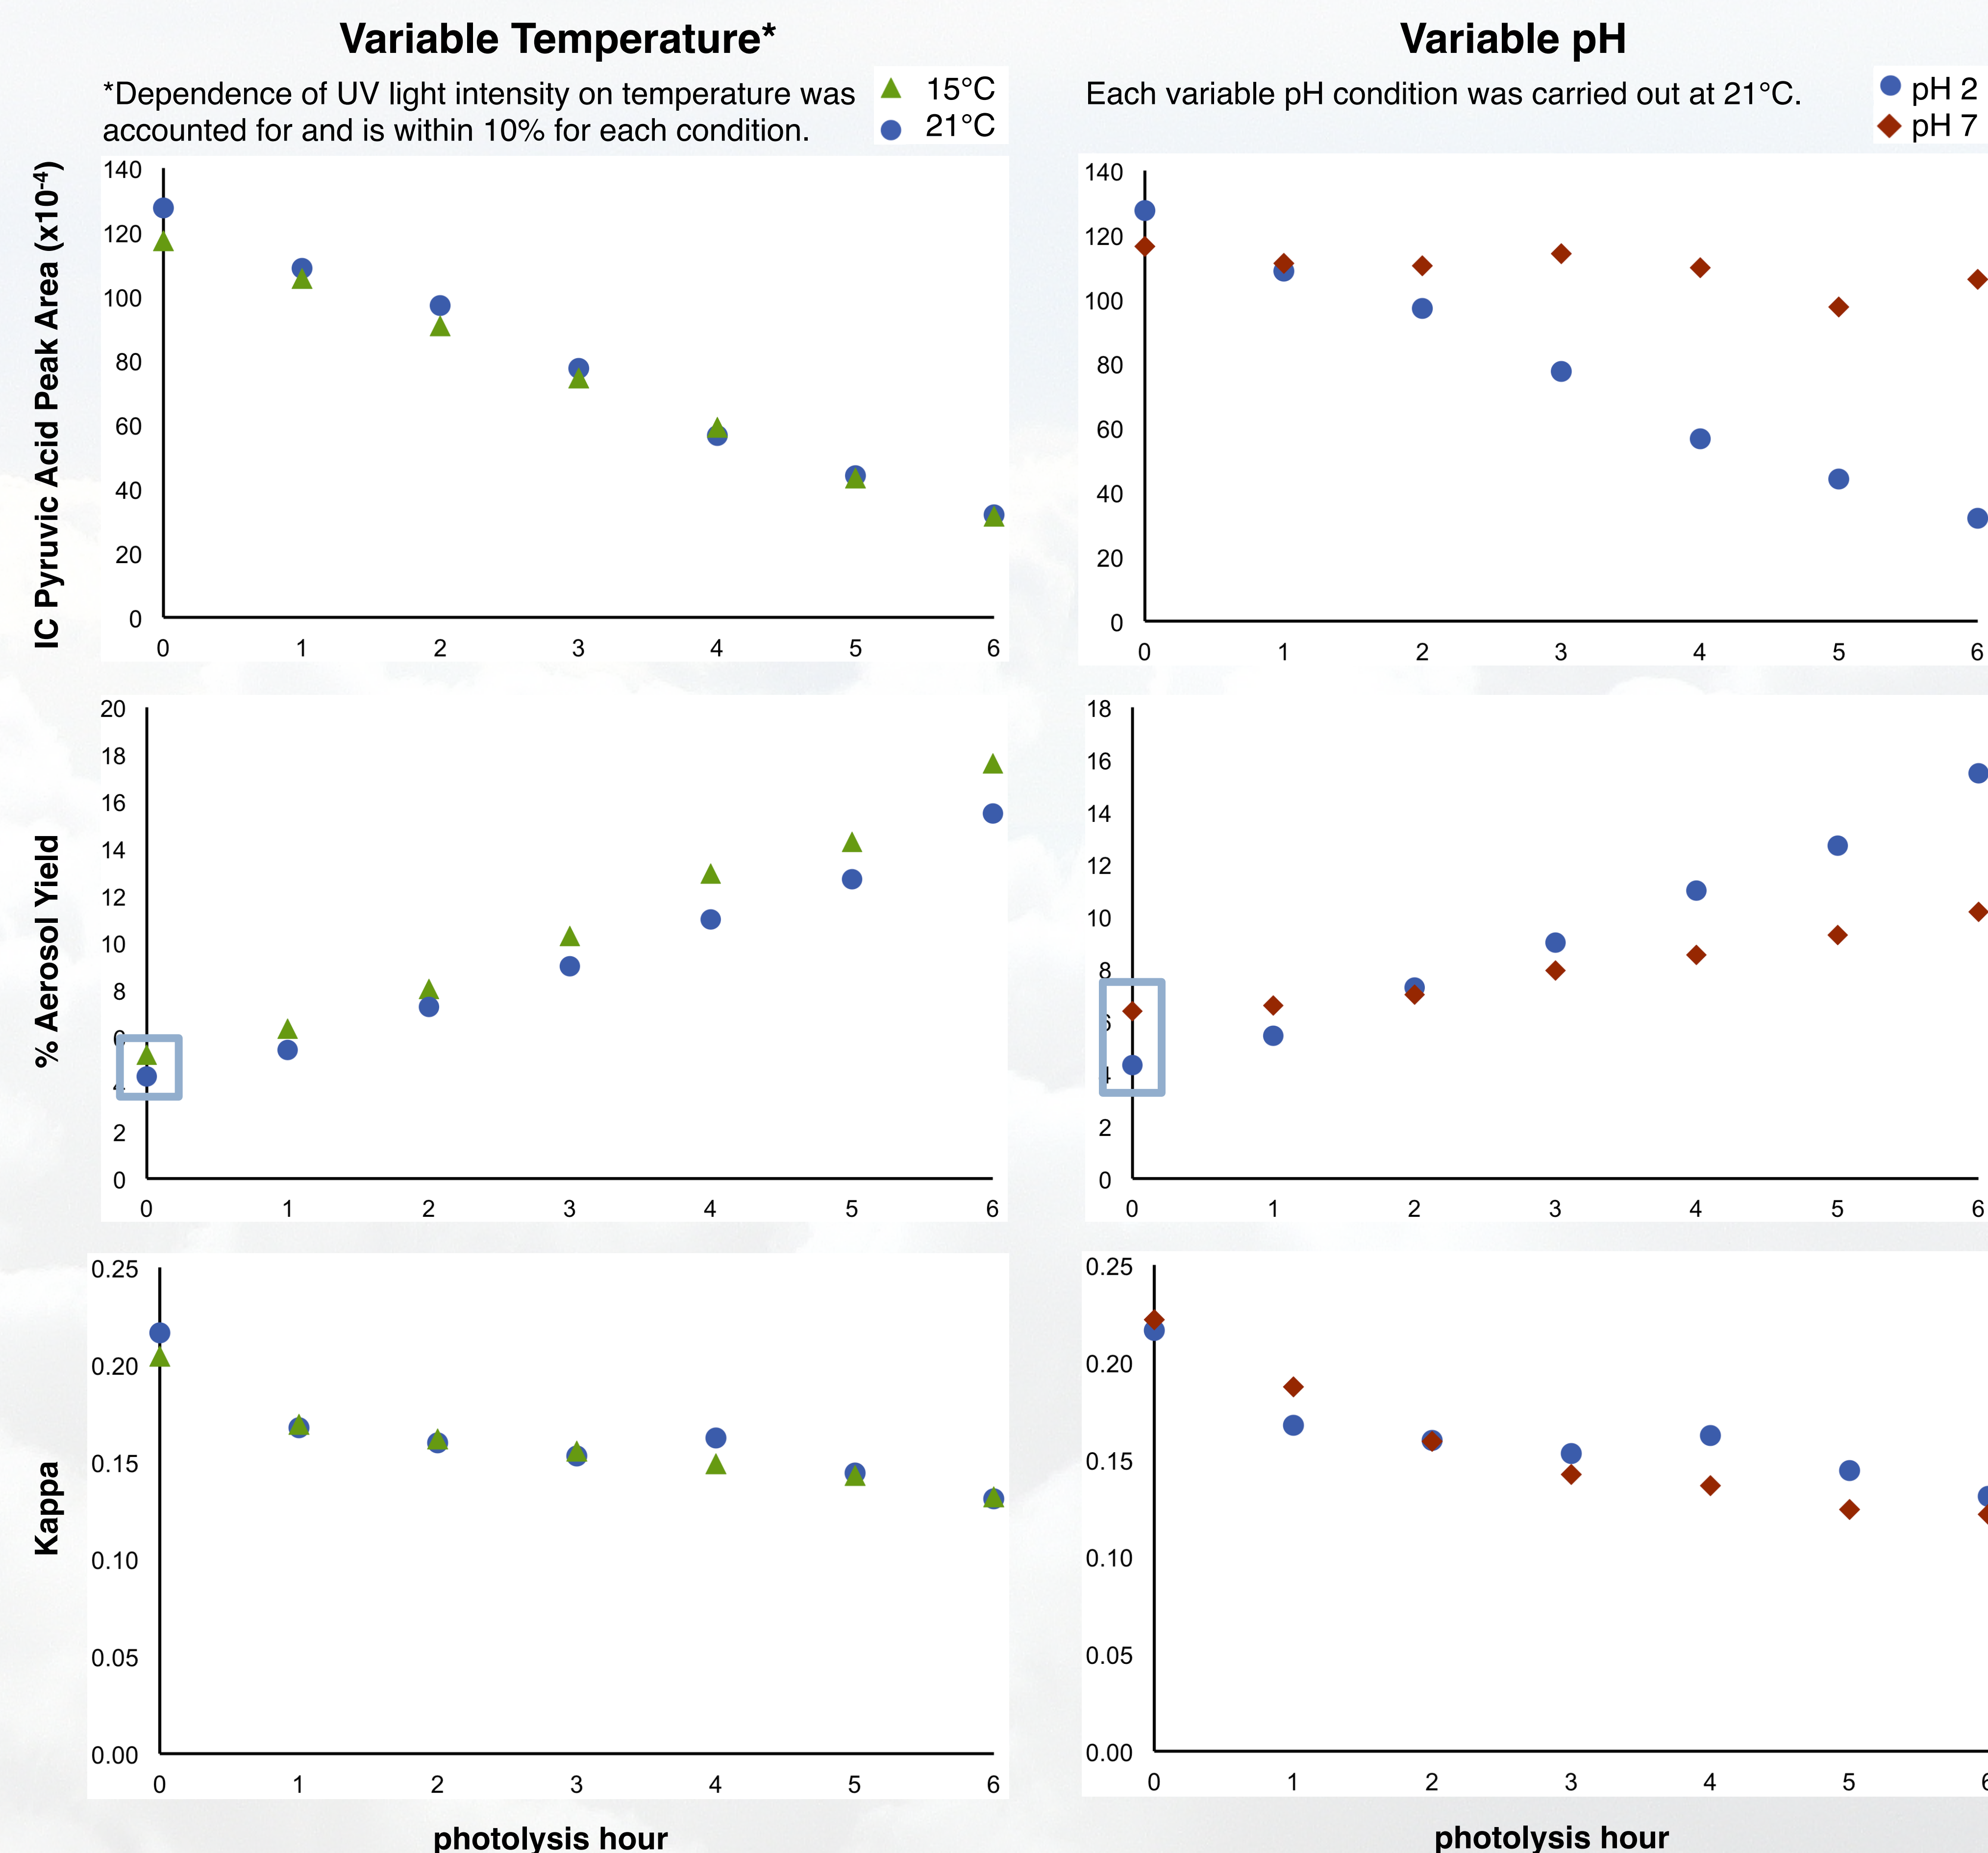 Variable Temperature*
*Dependence of UV light intensity on temperature was
accounted for and is within 10% for each condition.
15°C
21°C
IC Pyruvic Acid Peak Area (x10-4)
140
120
100
80
60
40
20
0
0 1 2 3 4 5 6
% Aerosol Yield
20
18
16
14
12
10
8
6
4
2
0
0 1 2 3 4 5 6
Kappa
0.25
0.20
0.15
0.10
0.05
0.00
0 1 2 3 4 5 6
photolysis hour
Variable pH
Each variable pH condition was carried out at 21°C.
pH 2
pH 7
140
120
100
80
60
40
20
0
0 1 2 3 4 5 6
18
16
14
12
10
8
6
4
2
0
0 1 2 3 4 5 6
0.25
0.20
0.15
0.10
0.05
0.00
0 1 2 3 4 5 6
photolysis hour